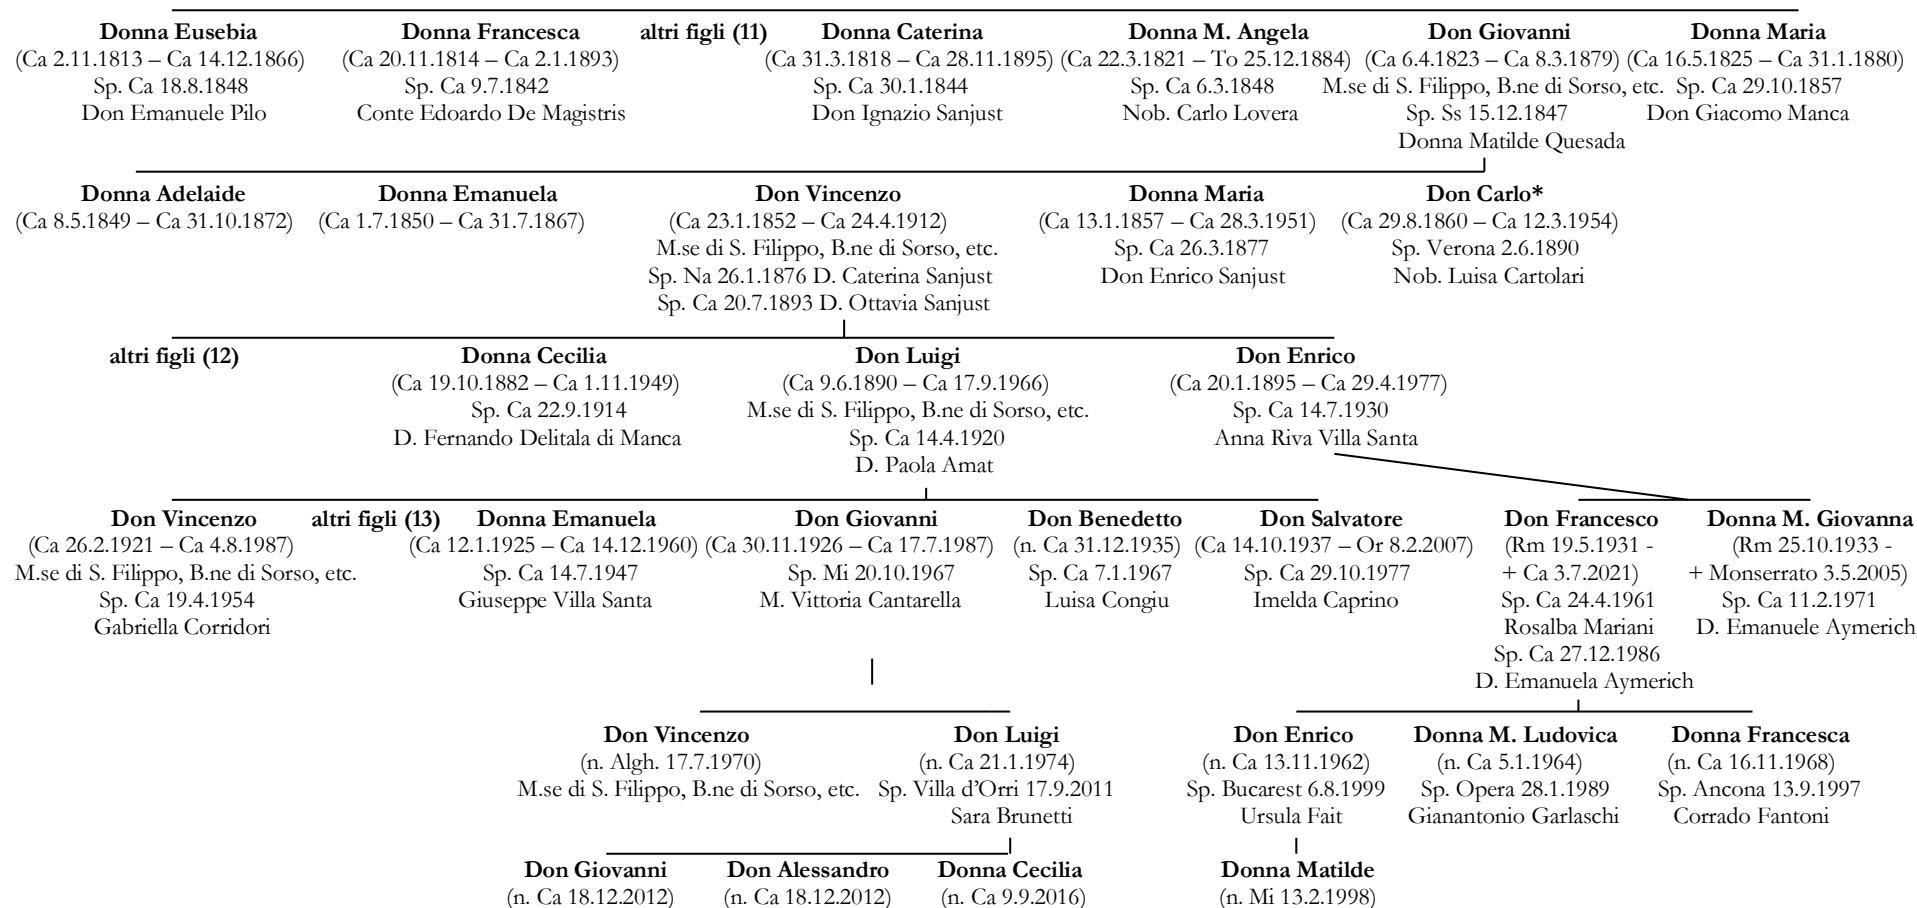 Donna Eusebia
(Ca 2.11.1813 – Ca 14.12.1866)
Sp. Ca 18.8.1848
Don Emanuele Pilo
Donna Francesca
(Ca 20.11.1814 – Ca 2.1.1893)
Sp. Ca 9.7.1842
Conte Edoardo De Magistris
altri figli (11)
Donna Caterina
(Ca 31.3.1818 – Ca 28.11.1895)
Sp. Ca 30.1.1844
Don Ignazio Sanjust
Donna M. Angela
(Ca 22.3.1821 – To 25.12.1884)
Sp. Ca 6.3.1848
Nob. Carlo Lovera
Don Giovanni
(Ca 6.4.1823 – Ca 8.3.1879)
M.se di S. Filippo, B.ne di Sorso, etc.
Sp. Ss 15.12.1847
Donna Matilde Quesada
Donna Maria
(Ca 16.5.1825 – Ca 31.1.1880)
Sp. Ca 29.10.1857
Don Giacomo Manca
Donna Adelaide
(Ca 8.5.1849 – Ca 31.10.1872)
Donna Emanuela
(Ca 1.7.1850 – Ca 31.7.1867)
Don Vincenzo
(Ca 23.1.1852 – Ca 24.4.1912)
M.se di S. Filippo, B.ne di Sorso, etc.
Sp. Na 26.1.1876 D. Caterina Sanjust
Sp. Ca 20.7.1893 D. Ottavia Sanjust
Donna Maria
(Ca 13.1.1857 – Ca 28.3.1951)
Sp. Ca 26.3.1877
Don Enrico Sanjust
Don Carlo*
(Ca 29.8.1860 – Ca 12.3.1954)
Sp. Verona 2.6.1890
Nob. Luisa Cartolari
altri figli (12)
Donna Cecilia
(Ca 19.10.1882 – Ca 1.11.1949)
Sp. Ca 22.9.1914
D. Fernando Delitala di Manca
Don Luigi
(Ca 9.6.1890 – Ca 17.9.1966)
M.se di S. Filippo, B.ne di Sorso, etc.
Sp. Ca 14.4.1920
D. Paola Amat
Don Enrico
(Ca 20.1.1895 – Ca 29.4.1977)
Sp. Ca 14.7.1930
Anna Riva Villa Santa
Don Vincenzo
(Ca 26.2.1921 – Ca 4.8.1987)
M.se di S. Filippo, B.ne di Sorso, etc.
Sp. Ca 19.4.1954
Gabriella Corridori
altri figli (13)
Donna Emanuela
(Ca 12.1.1925 – Ca 14.12.1960)
Sp. Ca 14.7.1947
Giuseppe Villa Santa
Don Giovanni
(Ca 30.11.1926 – Ca 17.7.1987)
Sp. Mi 20.10.1967
M. Vittoria Cantarella
Don Benedetto
(n. Ca 31.12.1935)
Sp. Ca 7.1.1967
Luisa Congiu
Don Salvatore
(Ca 14.10.1937 – Or 8.2.2007)
Sp. Ca 29.10.1977
Imelda Caprino
Don Francesco
(Rm 19.5.1931 -
+ Ca 3.7.2021)
Sp. Ca 24.4.1961
Rosalba Mariani
Sp. Ca 27.12.1986
D. Emanuela Aymerich
Donna M. Giovanna
(Rm 25.10.1933 -
+ Monserrato 3.5.2005)
Sp. Ca 11.2.1971
D. Emanuele Aymerich
Don Vincenzo
(n. Algh. 17.7.1970)
M.se di S. Filippo, B.ne di Sorso, etc.
Don Luigi
(n. Ca 21.1.1974)
Sp. Villa d’Orri 17.9.2011
Sara Brunetti
Don Enrico
(n. Ca 13.11.1962)
Sp. Bucarest 6.8.1999
Ursula Fait
Donna M. Ludovica
(n. Ca 5.1.1964)
Sp. Opera 28.1.1989
Gianantonio Garlaschi
Donna Francesca
(n. Ca 16.11.1968)
Sp. Ancona 13.9.1997
Corrado Fantoni
Don Giovanni
(n. Ca 18.12.2012)
Don Alessandro
(n. Ca 18.12.2012)
Donna Cecilia
(n. Ca 9.9.2016)
Donna Matilde
(n. Mi 13.2.1998)